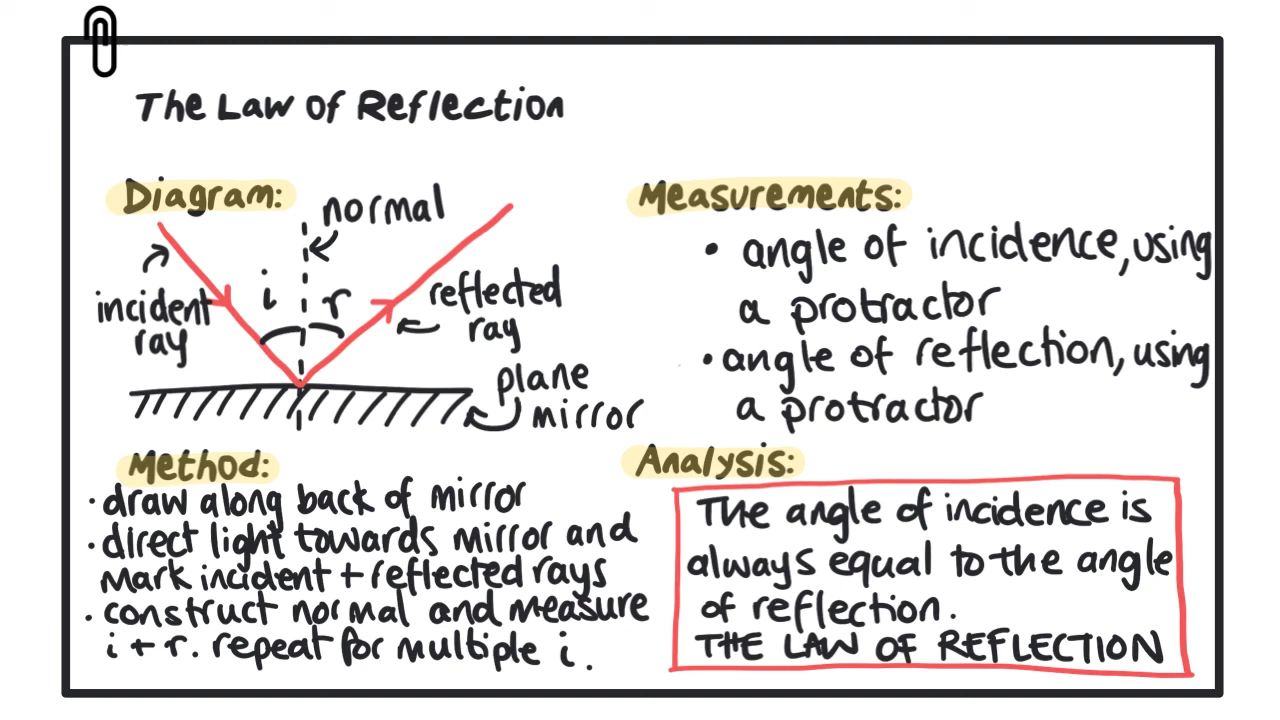 The Law of Reflection
Diagram:
normal
incident
ray
i
r
reflected
ray
plane
mirror
Measurements:
• angle of incidence, using
a protractor
• angle of reflection, using
a protractor
Method:
• draw along back of mirror
• direct light towards mirror and
mark incident + reflected rays
• construct normal and measure
i + r. repeat for multiple i.
Analysis:
The angle of incidence is
always equal to the angle
of reflection.
THE LAW OF REFLECTION